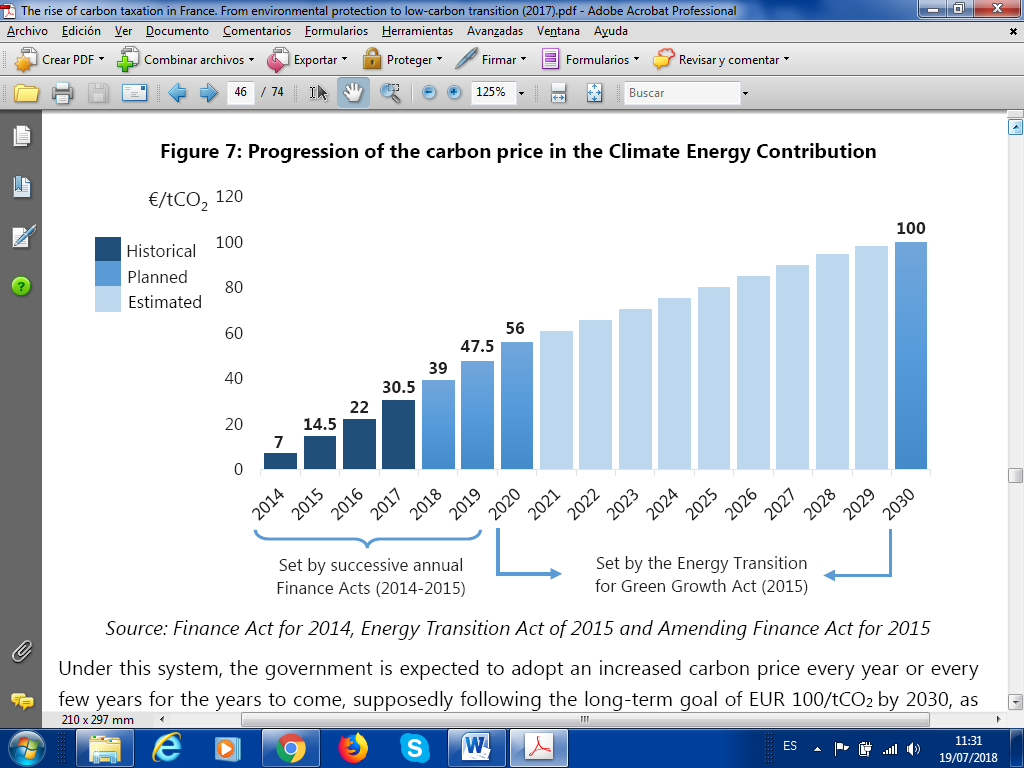 The rise of carbon taxation in France. From environmental protection to low-carbon transition (2017).pdf - Adobe Acrobat Professional
Archivo Edición Ver Documento Comentarios Formularios Herramientas Avanzadas Ventana Ayuda
Crear PDF Combinar archivos Exportar Proteger Firmar Formularios Revisar y comentar
46 / 74 125% Buscar
Figure 7: Progression of the carbon price in the Climate Energy Contribution
€/tCO2
Historical
Planned
Estimated
120
100
80
60
40
20
0
7
14.5
22
30.5
39
47.5
56
100
2014 2015 2016 2017 2018 2019 2020 2021 2022 2023 2024 2025 2026 2027 2028 2029 2030
Set by successive annual
Finance Acts (2014-2015)
Set by the Energy Transition
for Green Growth Act (2015)
Source: Finance Act for 2014, Energy Transition Act of 2015 and Amending Finance Act for 2015
Under this system, the government is expected to adopt an increased carbon price every year or every
few years for the years to come, supposedly following the long-term goal of EUR 100/tCO2 by 2030, as
210 x 297 mm
ES
11:31
19/07/2018